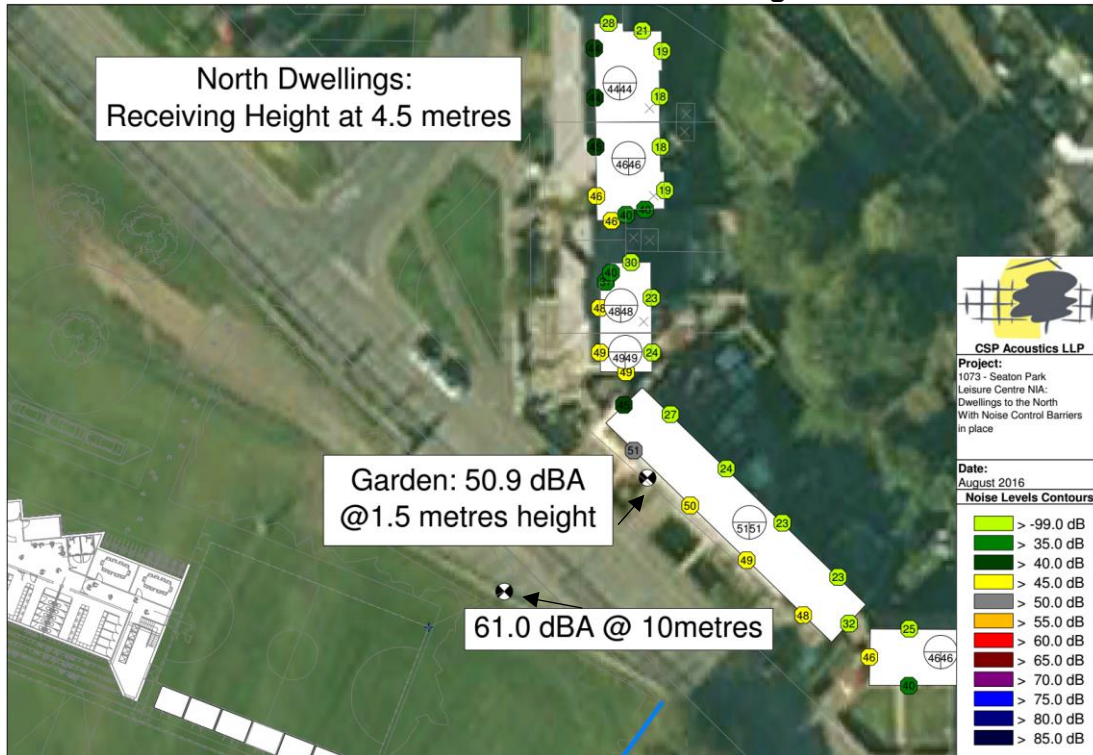 North Dwellings:
Receiving Height at 4.5 metres
28
21
19
18
4444
18
4646
46
19
46
40
30
48
4848
23
49
4949
24
49
27
51
24
Garden: 50.9 dBA
@1.5 metres height
50
5151
23
49
23
61.0 dBA @ 10metres
48
32
25
46
4646
40
CSP Acoustics LLP
Project:
1073 - Seaton Park
Leisure Centre NIA:
Dwellings to the North
With Noise Control Barriers
in place
Date:
August 2016
Noise Levels Contours
> -99.0 dB
> 35.0 dB
> 40.0 dB
> 45.0 dB
> 50.0 dB
> 55.0 dB
> 60.0 dB
> 65.0 dB
> 70.0 dB
> 75.0 dB
> 80.0 dB
> 85.0 dB